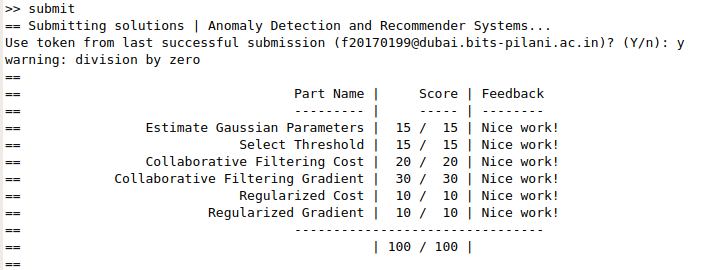 >> submit
== Submitting solutions | Anomaly Detection and Recommender Systems...
Use token from last successful submission (f20170199@dubai.bits-pilani.ac.in)? (Y/n): y
warning: division by zero
==
==                                   Part Name |     Score | Feedback
==                                   --------- |     ----- | --------
==                Estimate Gaussian Parameters |  15 /  15 | Nice work!
==                            Select Threshold |  15 /  15 | Nice work!
==                Collaborative Filtering Cost |  20 /  20 | Nice work!
==            Collaborative Filtering Gradient |  30 /  30 | Nice work!
==                            Regularized Cost |  10 /  10 | Nice work!
==                        Regularized Gradient |  10 /  10 | Nice work!
==                                   --------------------------------
==                                             | 100 / 100 |
==